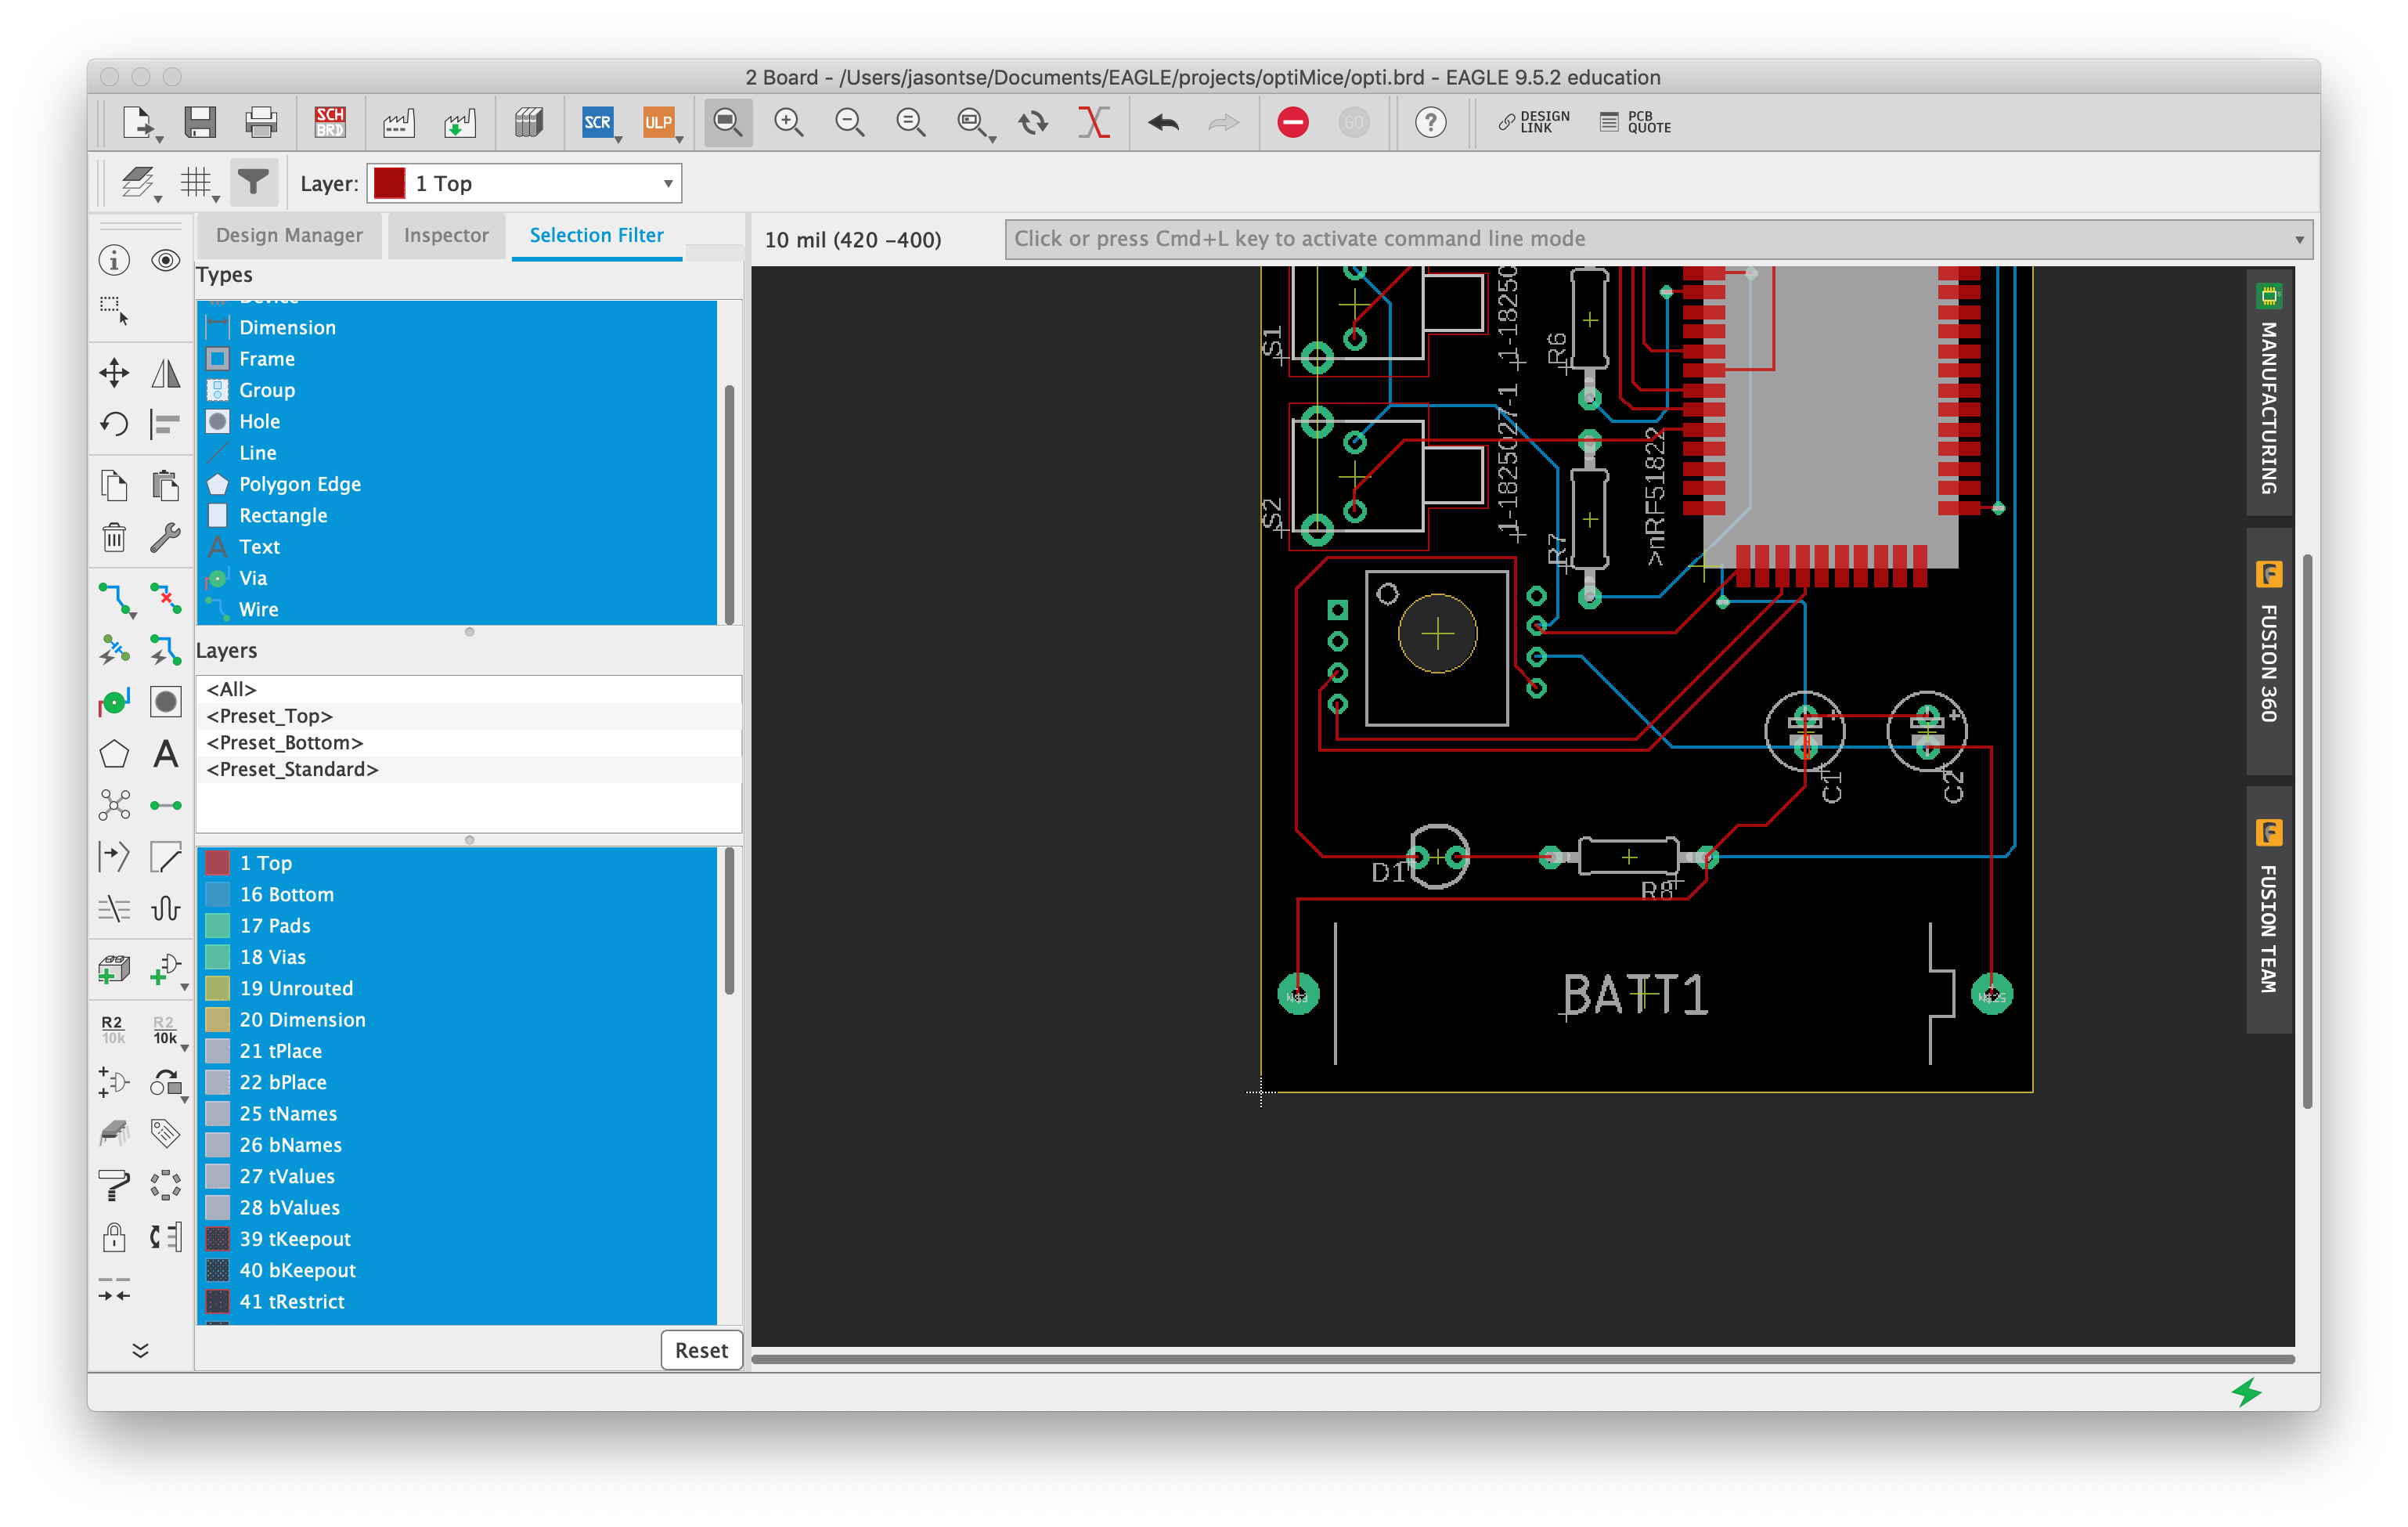 2 Board - /Users/jasontse/Documents/EAGLE/projects/optiMice/opti.brd - EAGLE 9.5.2 education
SCH
BRD
SCR
ULP
GO
?
DESIGN
LINK
PCB
QUOTE
Layer:
1 Top
Design Manager
Inspector
Selection Filter
10 mil (420 -400)
Click or press Cmd+L key to activate command line mode
Types
Device
Dimension
Frame
Group
Hole
Line
Polygon Edge
Rectangle
Text
Via
Wire
Layers
<All>
<Preset_Top>
<Preset_Bottom>
<Preset_Standard>
1 Top
16 Bottom
17 Pads
18 Vias
19 Unrouted
20 Dimension
21 tPlace
22 bPlace
25 tNames
26 bNames
27 tValues
28 bValues
39 tKeepout
40 bKeepout
41 tRestrict
Reset
R2
10k
R2
10k
S1
1-18250
R6
S2
1-1825027-1
R7
>nRF51822
C1
C2
D1
R8
N$3
BATT1
N$25
MANUFACTURING
FUSION 360
FUSION TEAM